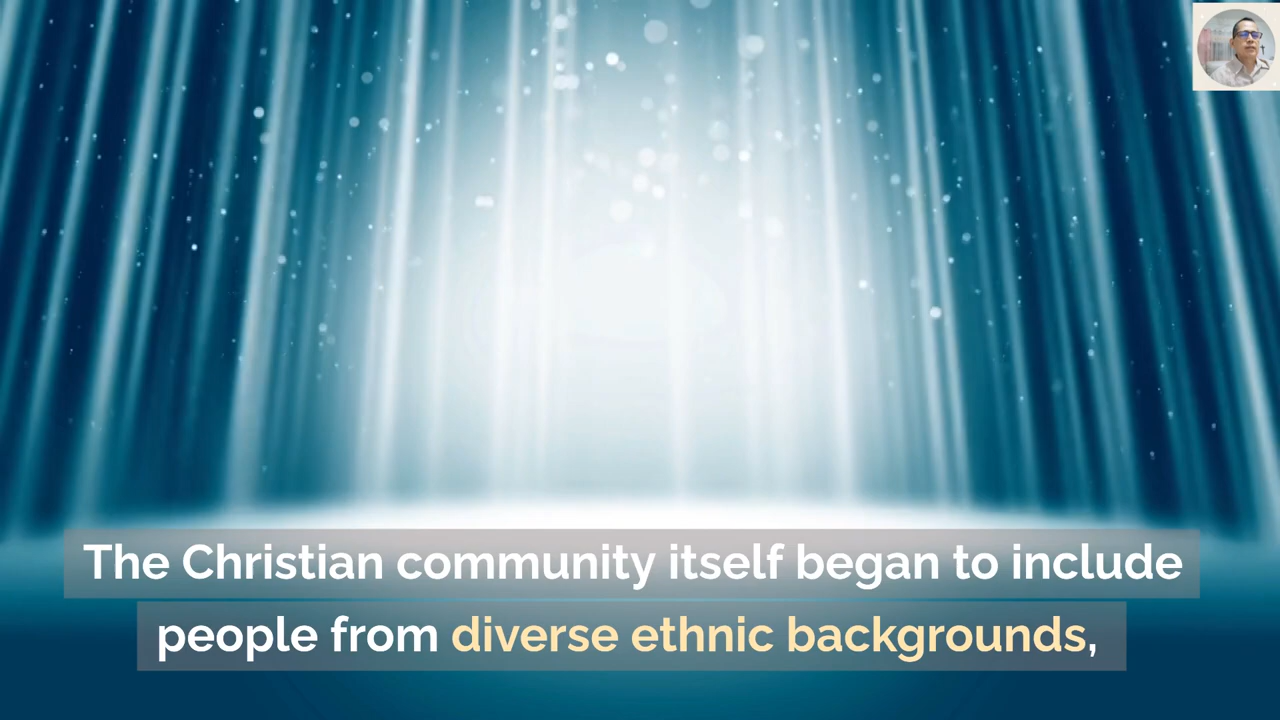 The Christian community itself began to include
people from diverse ethnic backgrounds,